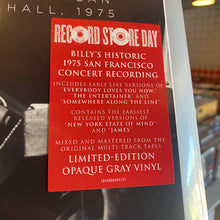 HALL, 1975
RECORD STORE DAY
BILLY'S HISTORIC
1975 SAN FRANCISCO
CONCERT RECORDING
INCLUDES EARLY LIVE VERSIONS OF
"EVERYBODY LOVES YOU NOW,"
"THE ENTERTAINER" AND
"SOMEWHERE ALONG THE LINE"
CONTAINS THE EARLIEST
RELEASED VERSIONS OF
"NEW YORK STATE OF MIND"
AND "JAMES"
MIXED AND MASTERED FROM THE
ORIGINAL MULTI-TRACK TAPES
LIMITED-EDITION
OPAQUE GRAY VINYL